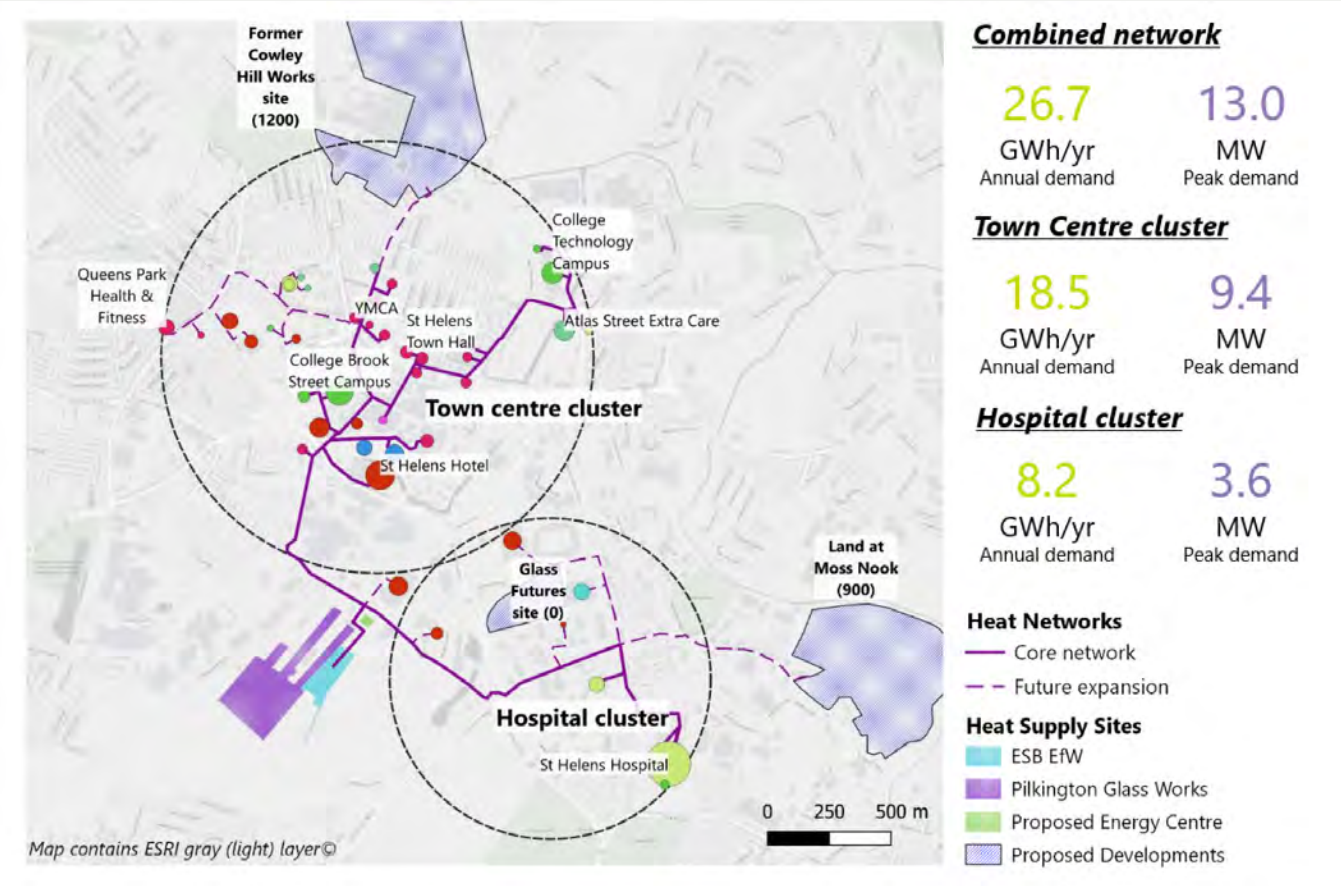 Former
Cowley
Hill Works
site
(1200)
College
Technology
Campus
Queens Park
Health &
Fitness
YMCA
St Helens
Town Hall
Atlas Street Extra Care
College Brook
Street Campus
Town centre cluster
St Helens Hotel
Glass
Futures
site (0)
Land at
Moss Nook
(900)
Hospital cluster
St Helens Hospital
0 250 500 m
Map contains ESRI gray (light) layer©
Combined network
26.7 13.0
GWh/yr MW
Annual demand Peak demand
Town Centre cluster
18.5 9.4
GWh/yr MW
Annual demand Peak demand
Hospital cluster
8.2 3.6
GWh/yr MW
Annual demand Peak demand
Heat Networks
Core network
Future expansion
Heat Supply Sites
ESB EfW
Pilkington Glass Works
Proposed Energy Centre
Proposed Developments